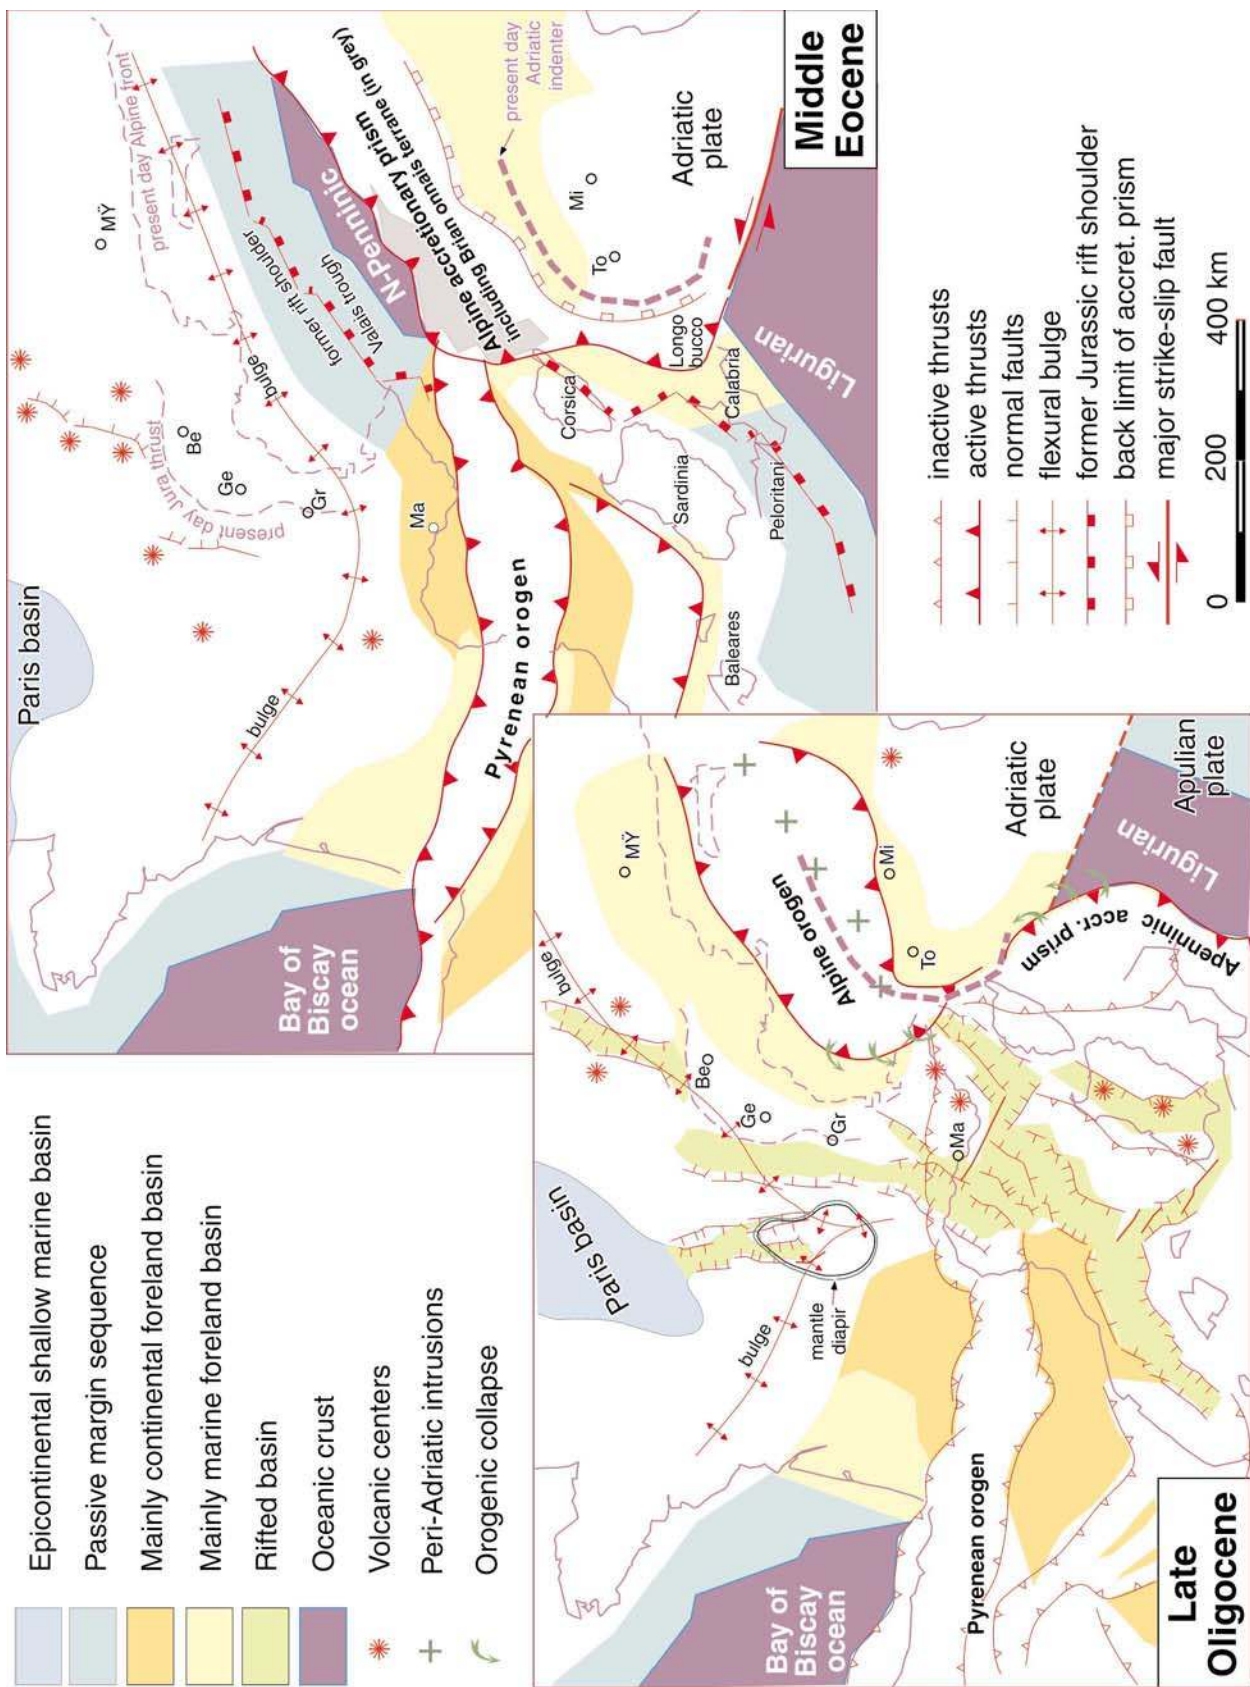 Epicontinental shallow marine basin
Passive margin sequence
Mainly continental foreland basin
Mainly marine foreland basin
Rifted basin
Oceanic crust
Volcanic centers
Peri-Adriatic intrusions
Orogenic collapse
Paris basin
present day Alpine front
MŸ
bulge
present day Jura thrust
Be
Ge
Gr
former rift shoulder
Valais trough
N-Penninic
Alpine accretionary prism
including Brian onnais terrane (in grey)
present day
Adriatic
indenter
Mi
To
Adriatic
plate
Ma
bulge
Pyrenean orogen
Corsica
Longo
bucco
Sardinia
Calabria
Peloritani
Baleares
Ligurian
Bay of
Biscay
ocean
Middle
Eocene
Paris basin
bulge
MŸ
Be
Ge
Gr
Ma
bulge
mantle
diapir
Alpine orogen
Mi
To
Adriatic
plate
Apenninic
accr. prism
Ligurian
Apulian
plate
Pyrenean orogen
Bay of
Biscay
ocean
Late
Oligocene
inactive thrusts
active thrusts
normal faults
flexural bulge
former Jurassic rift shoulder
back limit of accret. prism
major strike-slip fault
0 200 400 km